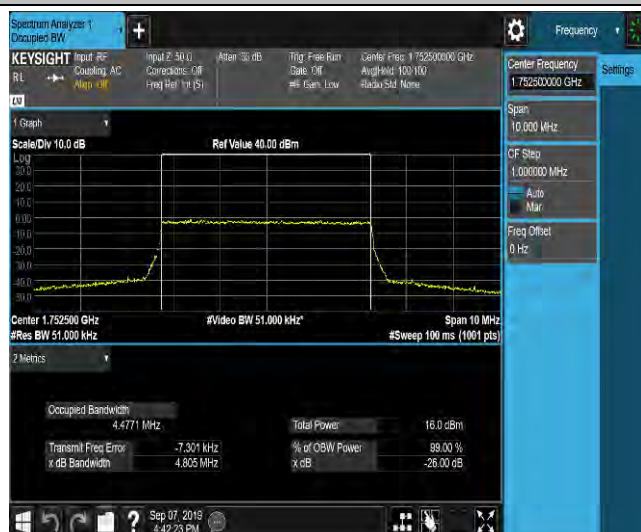 Spectrum Analyzer 1
Occupied BW
+
Frequency
KEYSIGHT Input: RF Input Z: 50 Ω Atten: 30 dB Trig: Free Run Center Freq: 1.752500000 GHz
RL Coupling: AC Corrections: Off Gate: Off Avg|Hold: 100/100
Align: Off Freq Ref: Int (S) #IF Gain: Low Radio Std: None
LW
Center Frequency
1.752500000 GHz
Settings
Span
10.000 MHz
CF Step
1.000000 MHz
Auto
Man
Freq Offset
0 Hz
1 Graph
Scale/Div 10.0 dB Ref Value 40.00 dBm
Log
30.0
20.0
10.0
0.00
-10.0
-20.0
-30.0
-40.0
-50.0
Center 1.752500 GHz #Video BW 51.000 kHz* Span 10 MHz
#Res BW 51.000 kHz #Sweep 100 ms (1001 pts)
2 Metrics
Occupied Bandwidth
4.4771 MHz Total Power 16.0 dBm
Transmit Freq Error -7.301 kHz % of OBW Power 99.00 %
x dB Bandwidth 4.805 MHz x dB -26.00 dB
? Sep 07, 2019
4:42:23 PM